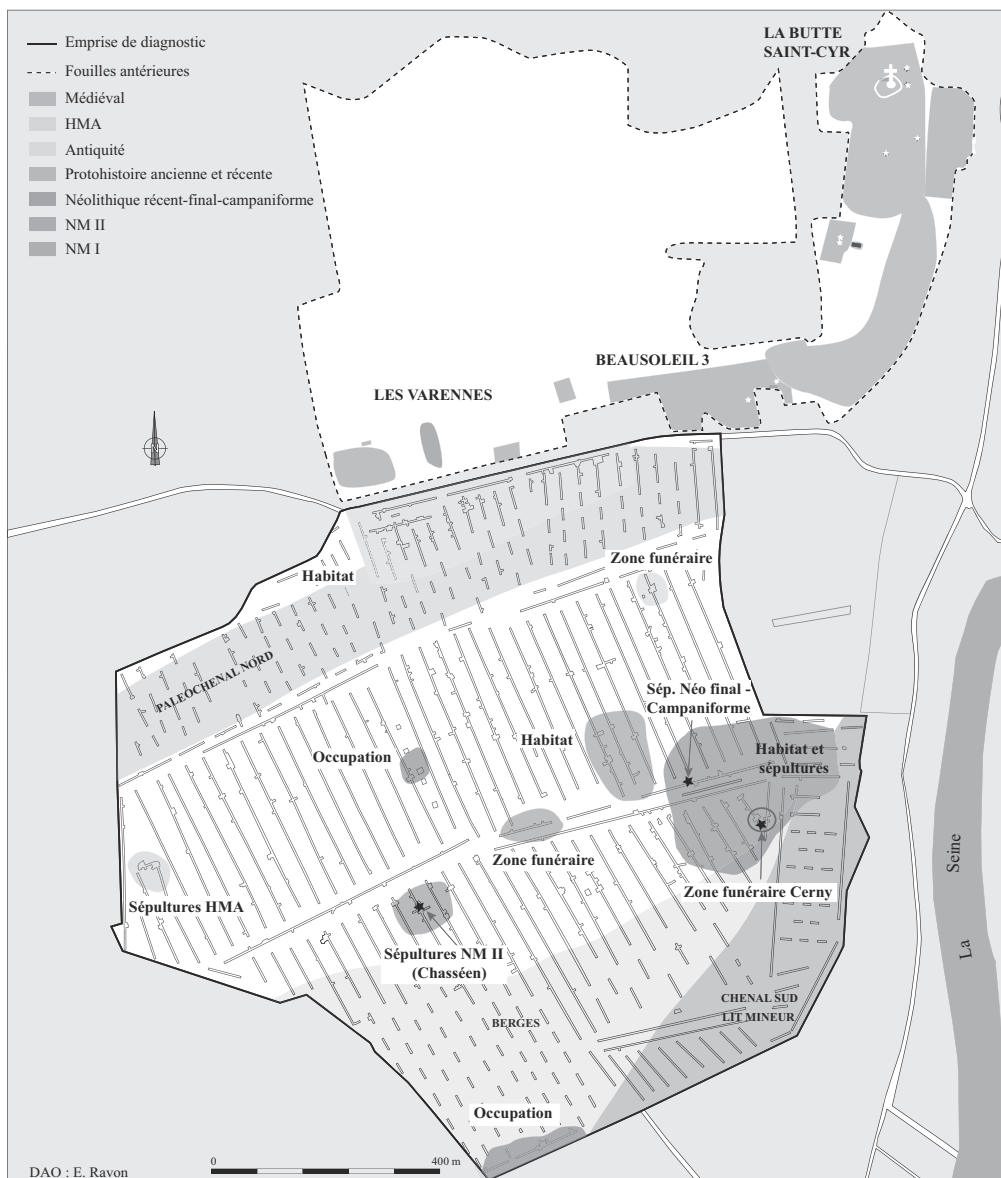 Emprise de diagnostic
Fouilles antérieures
Médiéval
HMA
Antiquité
Protohistoire ancienne et récente
Néolithique récent-final-campaniforme
NM II
NM I
LA BUTTE
SAINT-CYR
BEAUSOLEIL 3
LES VARENNES
Zone funéraire
Habitat
PALEOCHENAL NORD
Sép. Néo final -
Campaniforme
Habitat
Habitat et
sépultures
Occupation
Zone funéraire
Zone funéraire Cerny
Sépultures HMA
Sépultures NM II
(Chasséen)
La Seine
CHENAL SUD
LIT MINEUR
BERGES
Occupation
0 400 m
DAO : E. Ravon